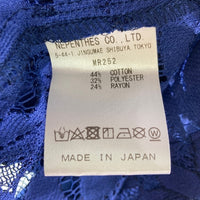 NEPENTHES CO., LTD.
5-44-1, JINGUMAE SHIBUYA, TOKYO
MR252
44% COTTON
32% POLYESTER
24% RAYON
MADE IN JAPAN